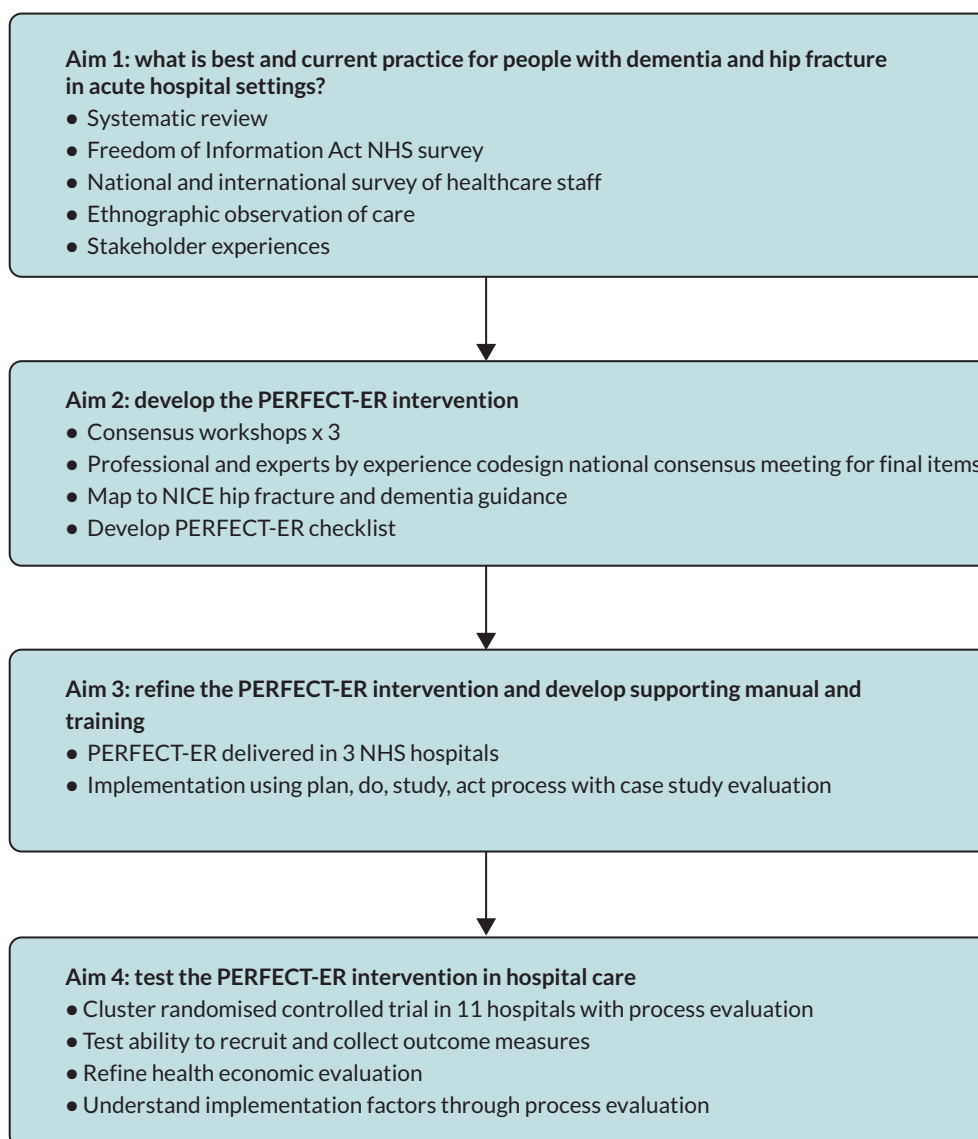 Aim 1: what is best and current practice for people with dementia and hip fracture
in acute hospital settings?
● Systematic review
● Freedom of Information Act NHS survey
● National and international survey of healthcare staff
● Ethnographic observation of care
● Stakeholder experiences
Aim 2: develop the PERFECT-ER intervention
● Consensus workshops x 3
● Professional and experts by experience codesign national consensus meeting for final items
● Map to NICE hip fracture and dementia guidance
● Develop PERFECT-ER checklist
Aim 3: refine the PERFECT-ER intervention and develop supporting manual and
training
● PERFECT-ER delivered in 3 NHS hospitals
● Implementation using plan, do, study, act process with case study evaluation
Aim 4: test the PERFECT-ER intervention in hospital care
● Cluster randomised controlled trial in 11 hospitals with process evaluation
● Test ability to recruit and collect outcome measures
● Refine health economic evaluation
● Understand implementation factors through process evaluation